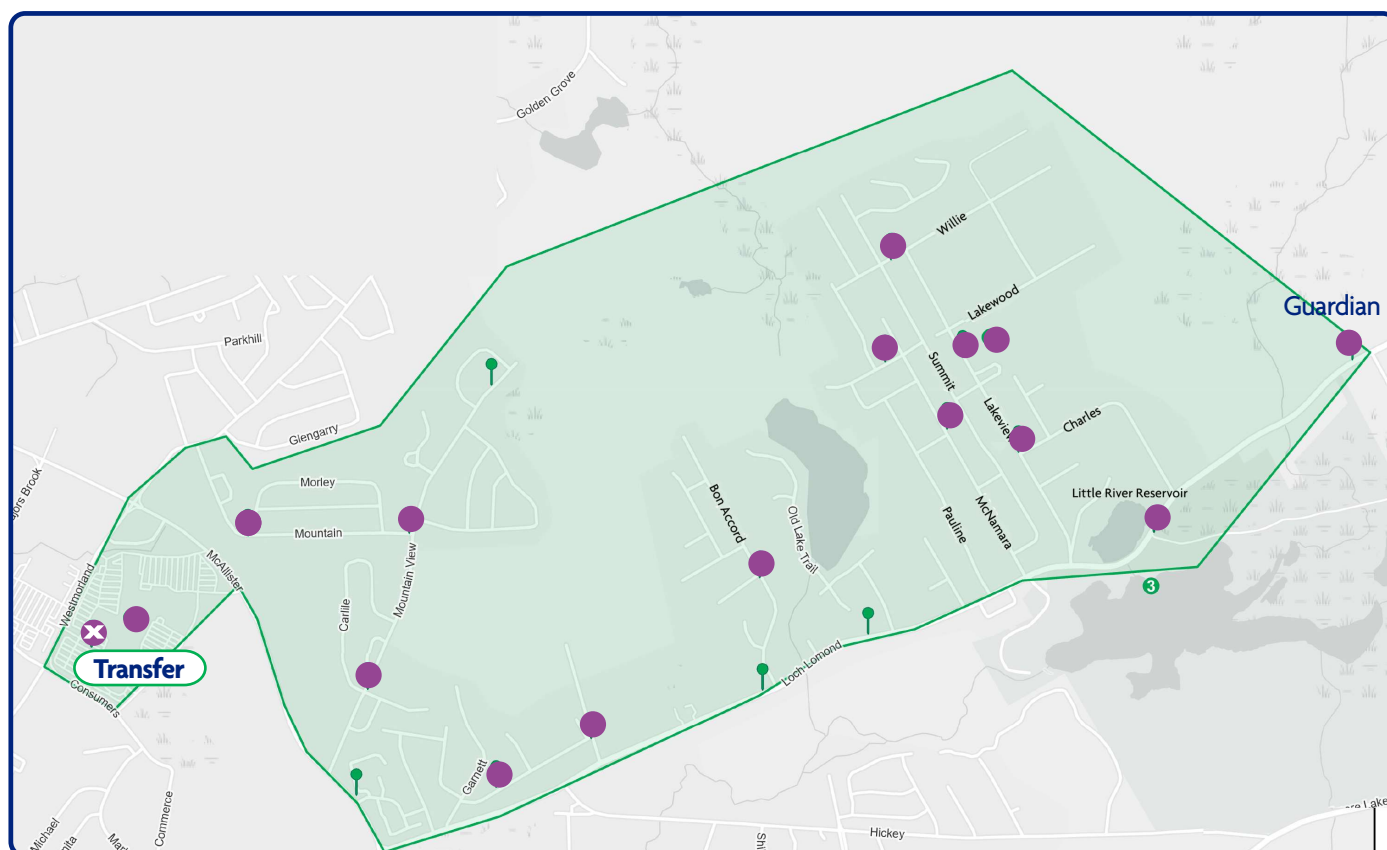 Golden Grove
Willie
Lakewood
Guardian
Parkhill
Summit
Lakeview
Charles
Glengarry
Morley
Mountain
Little River Reservoir
Bon Accord
Old Lake Trail
Pauline
McNamara
McAllister
Westmorland
Carlile
Mountain View
3
Transfer
Consumers
Loch Lomond
Garnett
Commerce
Michael
Hickey